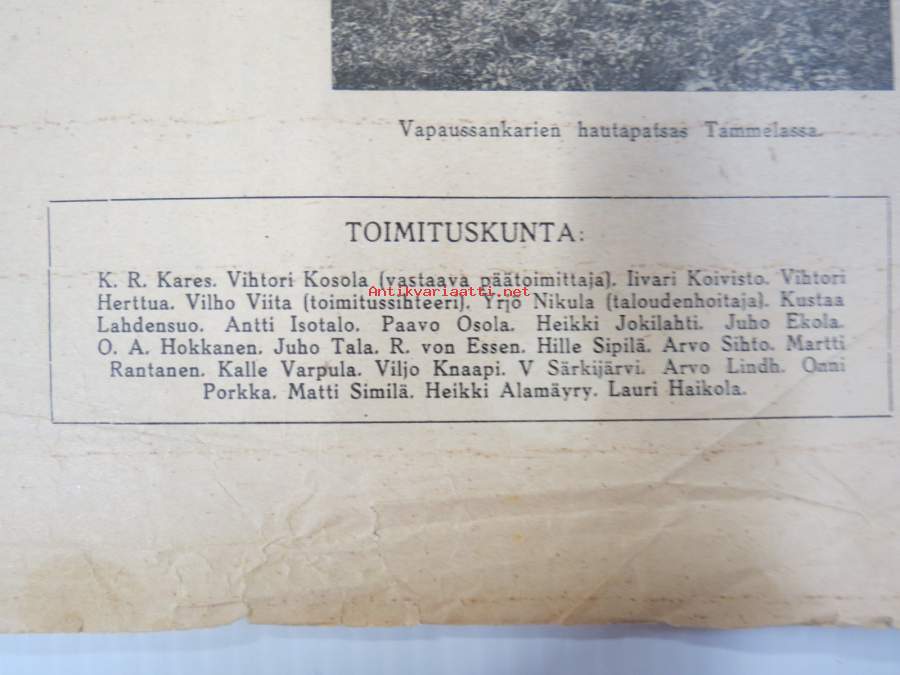 Vapaussankarien hautapatsas Tammelassa.
TOIMITUSKUNTA:
K. R. Kares. Vihtori Kosola (vastaava päätoimittaja). Iivari Koivisto. Vihtori
Antikvariaatti.net
Herttua. Vilho Viita (toimitussihteeri). Yrjö Nikula (taloudenhoitaja). Kustaa
Lahdensuo. Antti Isotalo. Paavo Osola. Heikki Jokilahti. Juho Ekola.
O. A. Hokkanen. Juho Tala. R. von Essen. Hille Sipilä. Arvo Sihto. Martti
Rantanen. Kalle Varpula. Viljo Knaapi. V Särkijärvi. Arvo Lindh. Onni
Porkka. Matti Similä. Heikki Alamäyry. Lauri Haikola.